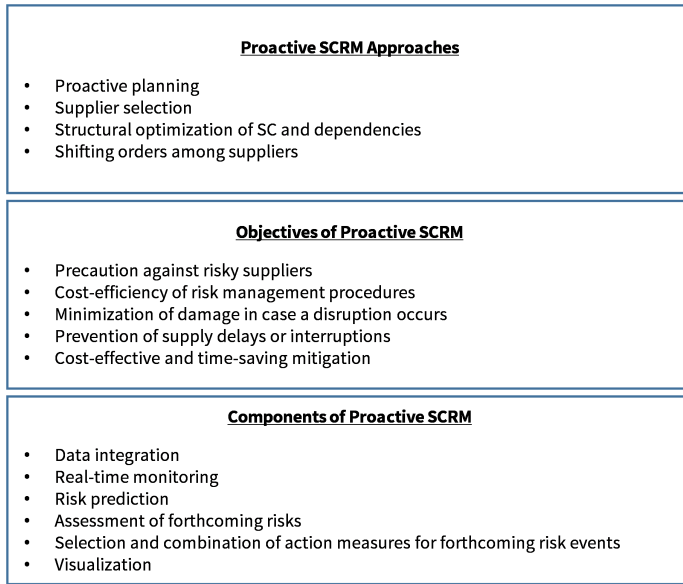 Proactive SCRM Approaches
• Proactive planning
• Supplier selection
• Structural optimization of SC and dependencies
• Shifting orders among suppliers
Objectives of Proactive SCRM
• Precaution against risky suppliers
• Cost-efficiency of risk management procedures
• Minimization of damage in case a disruption occurs
• Prevention of supply delays or interruptions
• Cost-effective and time-saving mitigation
Components of Proactive SCRM
• Data integration
• Real-time monitoring
• Risk prediction
• Assessment of forthcoming risks
• Selection and combination of action measures for forthcoming risk events
• Visualization